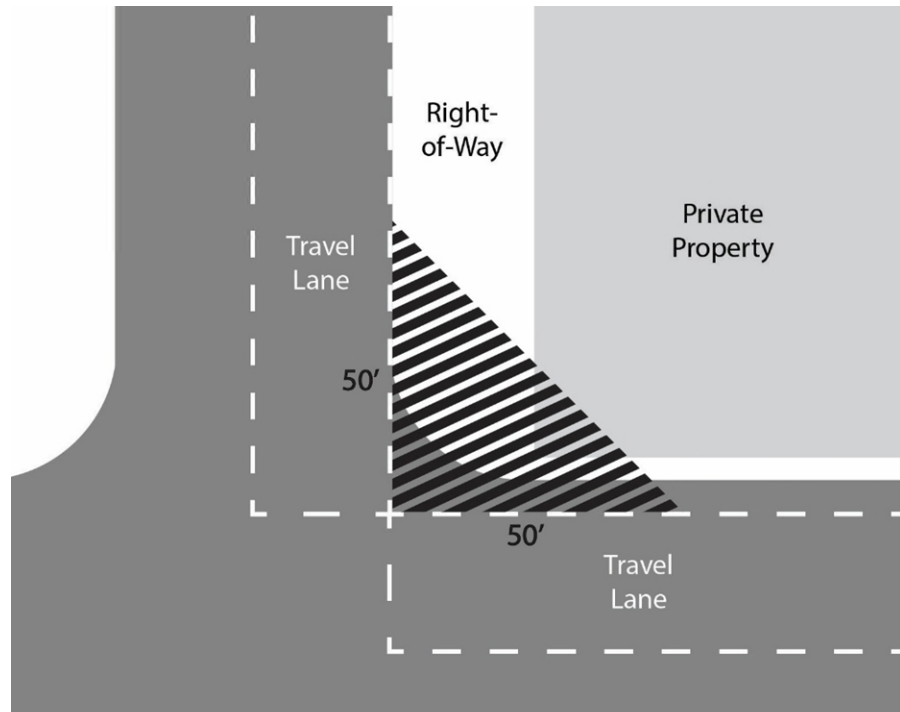 Right-
of-Way
Private
Property
Travel
Lane
50’
50’
Travel
Lane